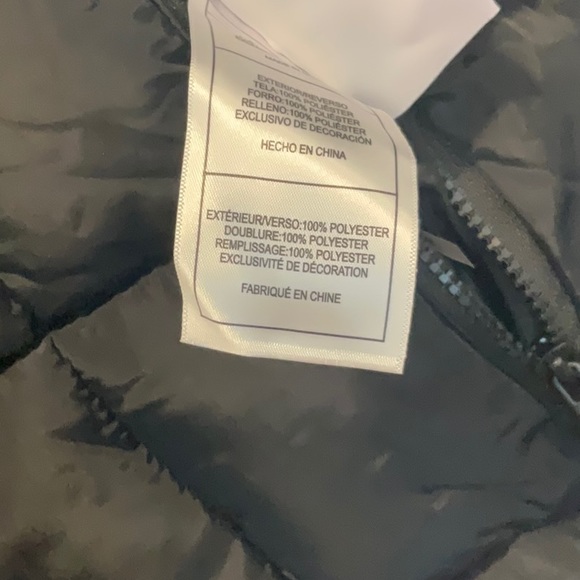 EXTERIOR/REVERSO
TELA:100% POLIÉSTER
FORRO:100% POLIÉSTER
RELLENO:100% POLIÉSTER
EXCLUSIVO DE DECORACIÓN
HECHO EN CHINA
EXTÉRIEUR/VERSO:100% POLYESTER
DOUBLURE:100% POLYESTER
REMPLISSAGE:100% POLYESTER
EXCLUSIVITÉ DE DÉCORATION
FABRIQUÉ EN CHINE